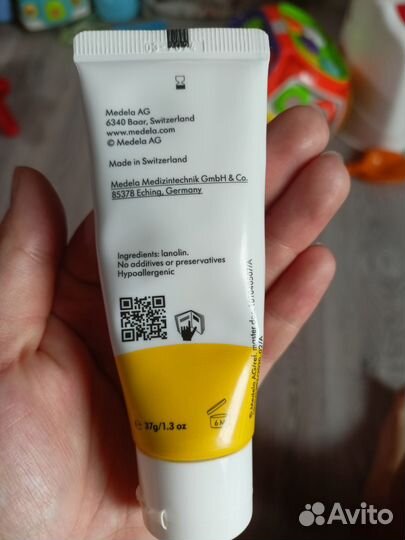 Medela AG
6340 Baar, Switzerland
www.medela.com
© Medela AG
Made in Switzerland
Medela Medizintechnik GmbH & Co.
85378 Eching, Germany
Ingredients: lanolin.
No additives or preservatives
Hypoallergenic
℮ 37g/1.3 oz
6 M
Avito